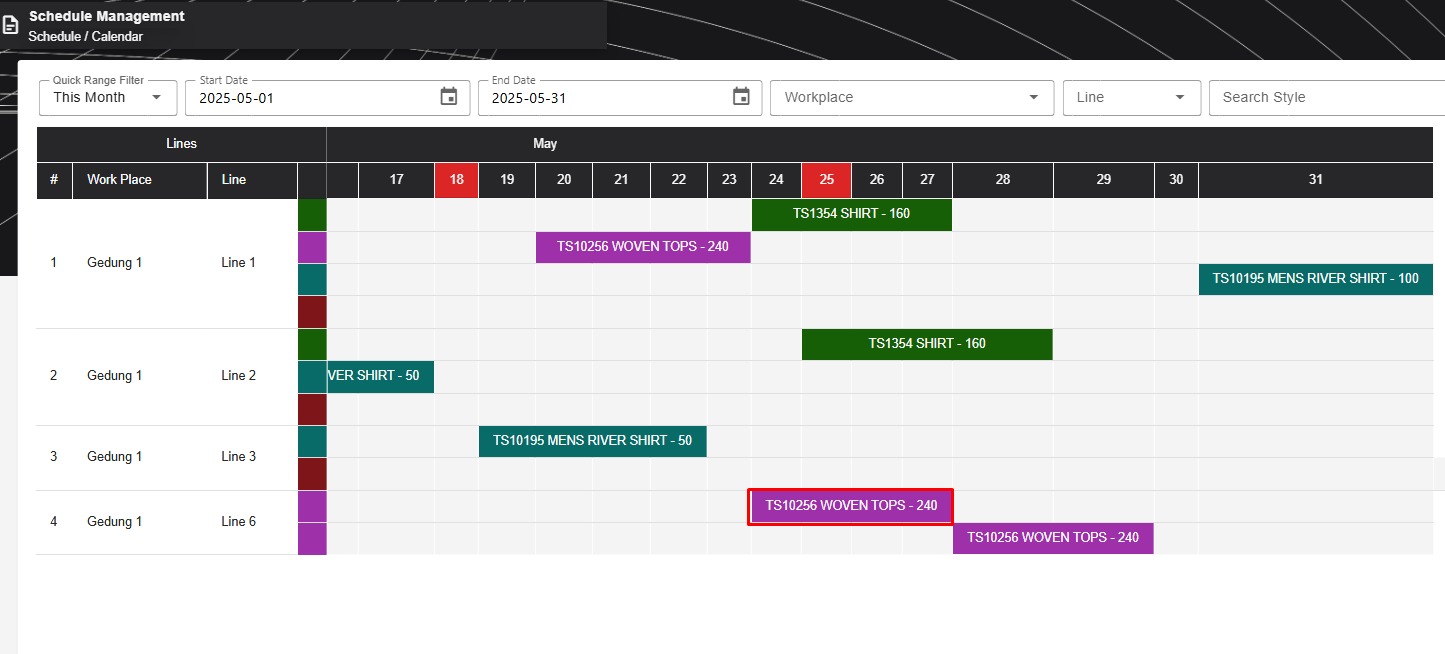 Schedule Management
Schedule / Calendar
Quick Range Filter
This Month
Start Date
2025-05-01
End Date
2025-05-31
Workplace
Line
Search Style
Lines
May
# Work Place Line 17 18 19 20 21 22 23 24 25 26 27 28 29 30 31
TS1354 SHIRT - 160
TS10256 WOVEN TOPS - 240
1 Gedung 1 Line 1
TS10195 MENS RIVER SHIRT - 100
TS1354 SHIRT - 160
2 Gedung 1 Line 2 VER SHIRT - 50
TS10195 MENS RIVER SHIRT - 50
3 Gedung 1 Line 3
TS10256 WOVEN TOPS - 240
4 Gedung 1 Line 6
TS10256 WOVEN TOPS - 240